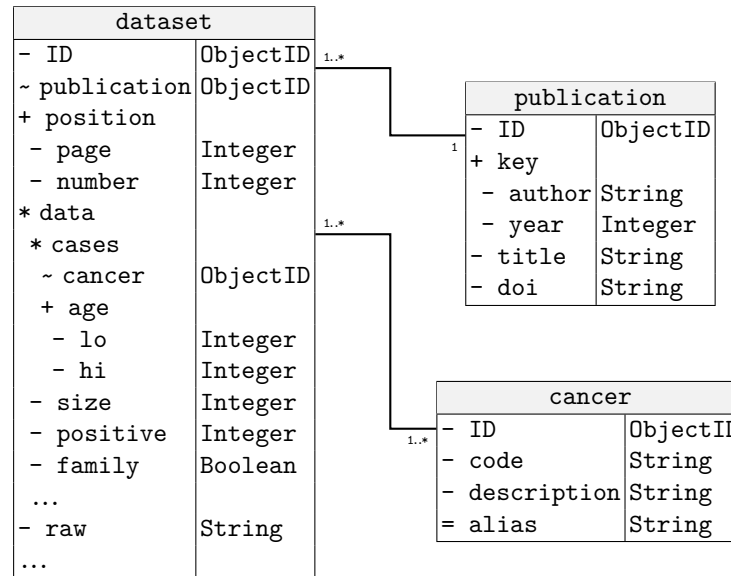 dataset
- ID ObjectID
~ publication ObjectID
+ position
- page Integer
- number Integer
* data
* cases
~ cancer ObjectID
+ age
- lo Integer
- hi Integer
- size Integer
- positive Integer
- family Boolean
...
- raw String
...
1..*
1
1..*
1..*
publication
- ID ObjectID
+ key
- author String
- year Integer
- title String
- doi String
cancer
- ID ObjectID
- code String
- description String
= alias String